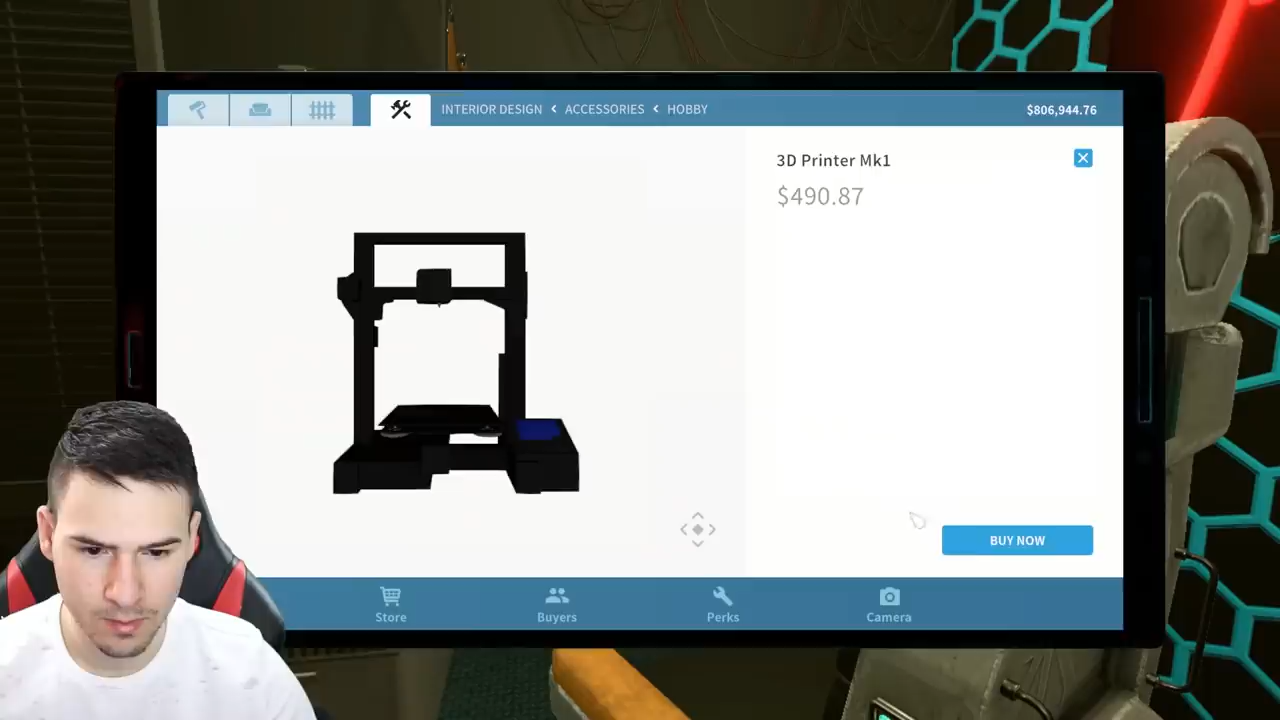 INTERIOR DESIGN < ACCESSORIES < HOBBY
$806,944.76
3D Printer Mk1
$490.87
BUY NOW
Store
Buyers
Perks
Camera